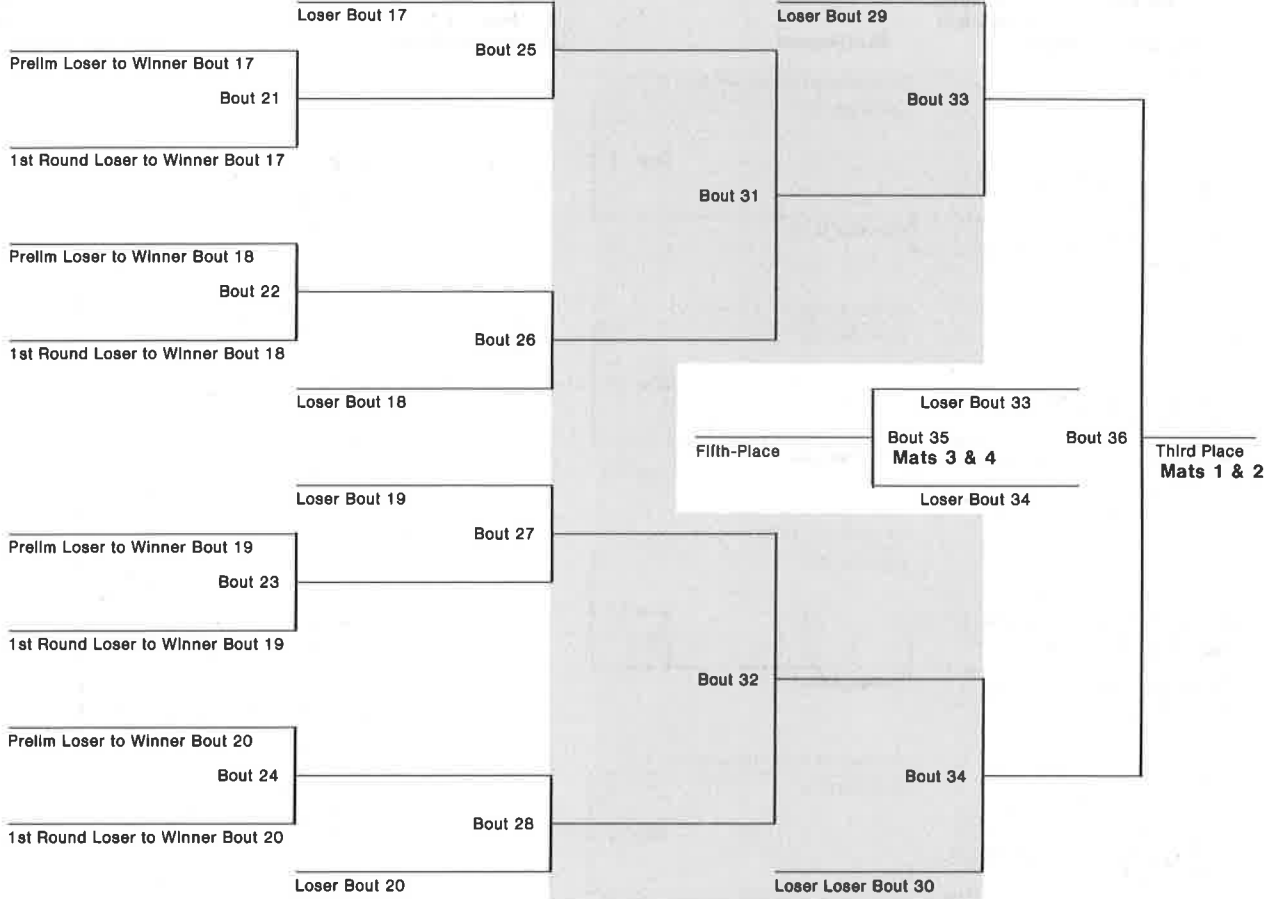 Loser Bout 17
Loser Bout 29
Prelim Loser to Winner Bout 17
Bout 25
Bout 21
Bout 33
1st Round Loser to Winner Bout 17
Bout 31
Prelim Loser to Winner Bout 18
Bout 22
Bout 26
1st Round Loser to Winner Bout 18
Loser Bout 18
Loser Bout 33
Fifth-Place
Bout 35
Mats 3 & 4
Bout 36
Third Place
Mats 1 & 2
Loser Bout 19
Loser Bout 34
Prelim Loser to Winner Bout 19
Bout 27
Bout 23
1st Round Loser to Winner Bout 19
Bout 32
Prelim Loser to Winner Bout 20
Bout 24
Bout 34
1st Round Loser to Winner Bout 20
Bout 28
Loser Bout 20
Loser Loser Bout 30